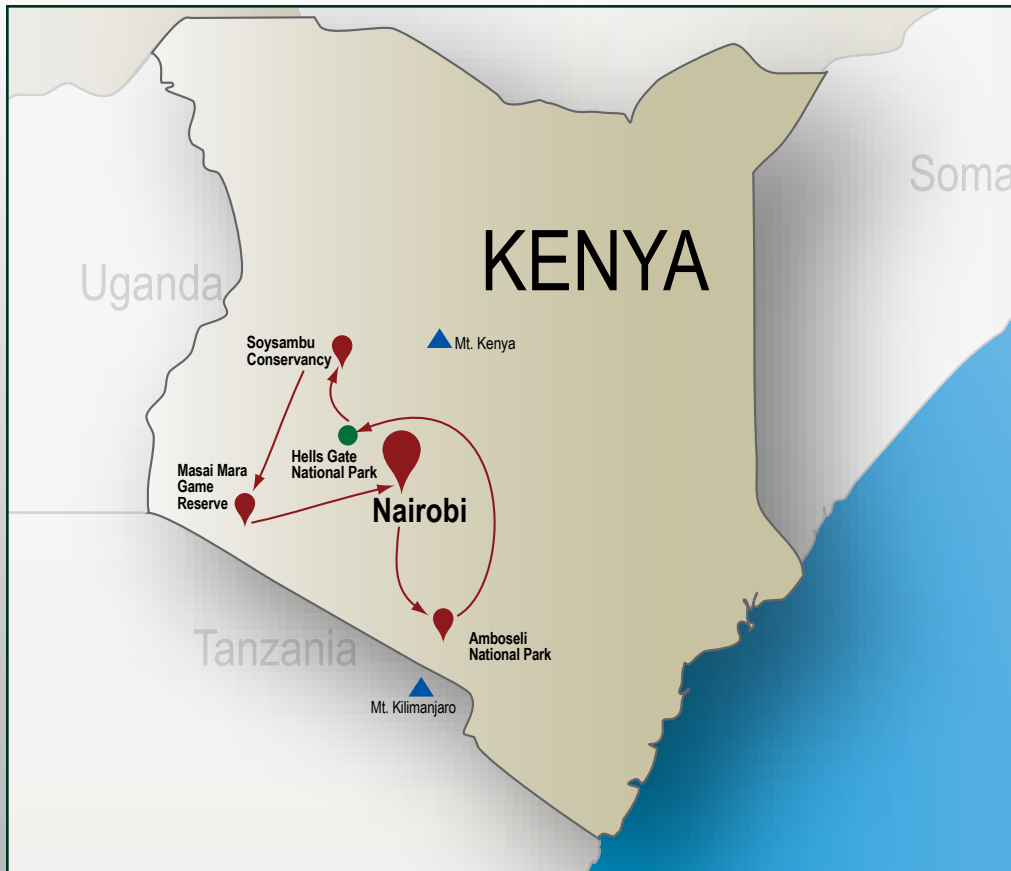 Soma
KENYA
Uganda
Soysambu
Conservancy
Mt. Kenya
Hells Gate
National Park
Masai Mara
Game
Reserve
Nairobi
Amboseli
National Park
Tanzania
Mt. Kilimanjaro